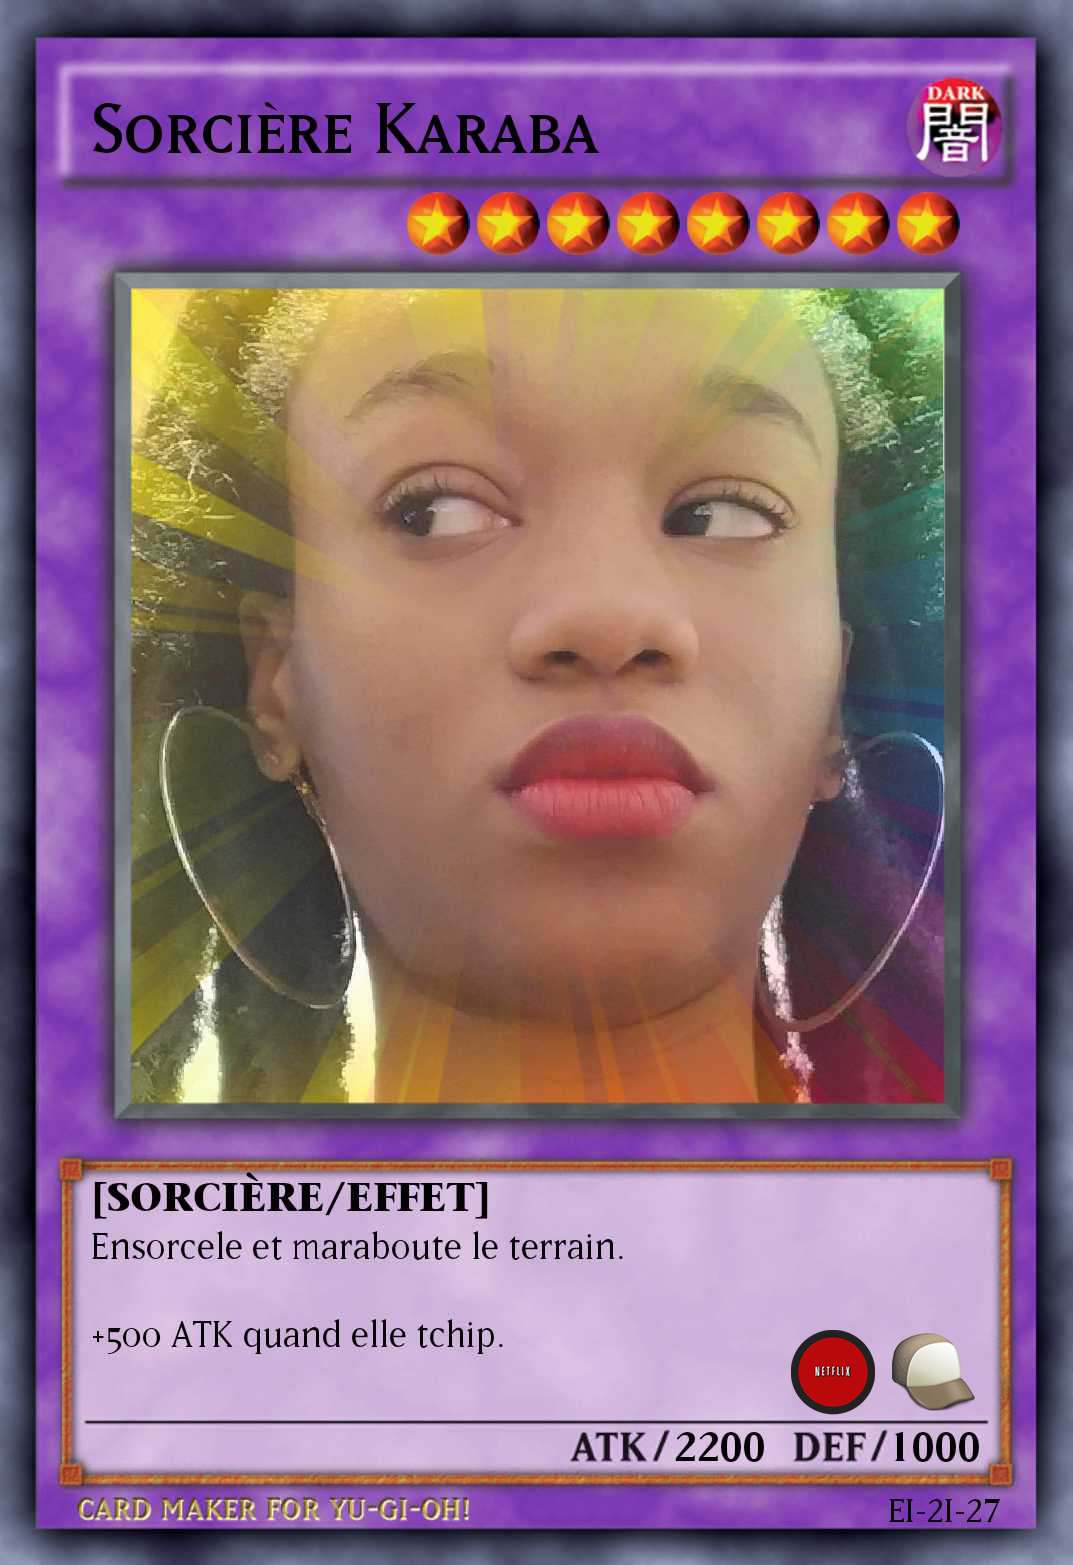 Sorcière Karaba
DARK
闇
[SORCIÈRE/EFFET]
Ensorcele et maraboute le terrain.
+500 ATK quand elle tchip.
NETFLIX
ATK/2200 DEF/1000
CARD MAKER FOR YU-GI-OH!
EI-2I-27